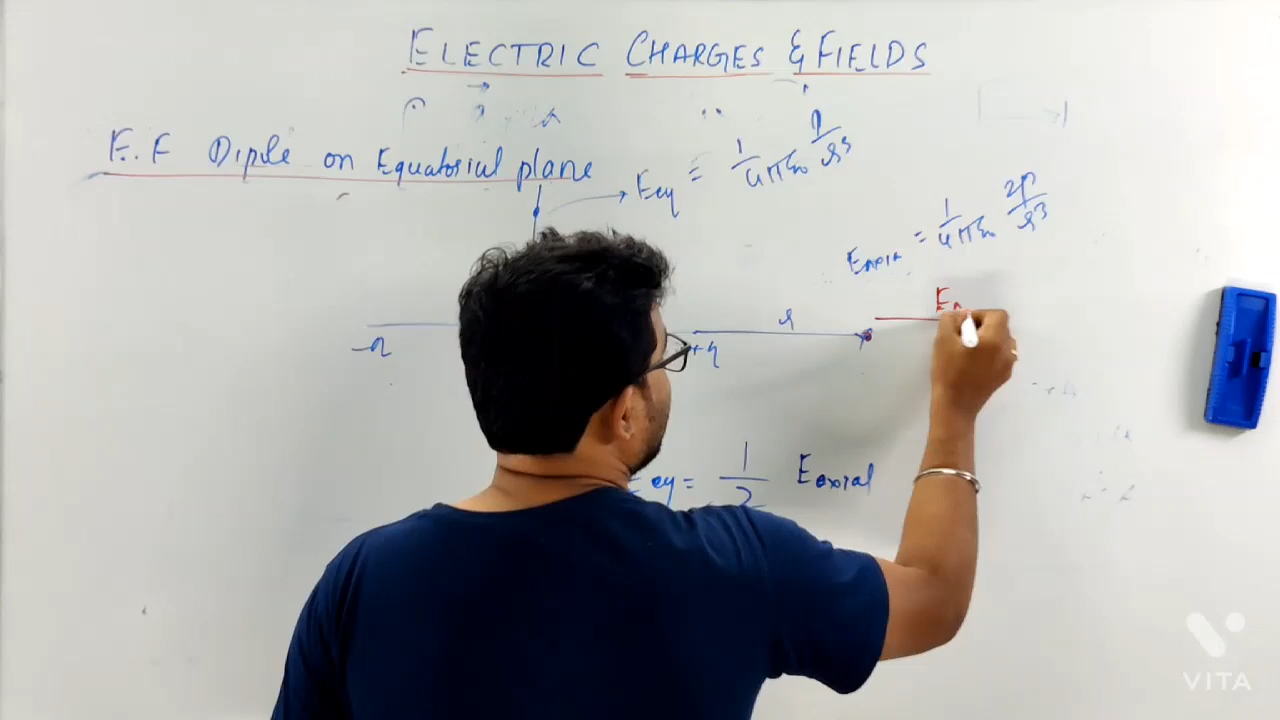 ELECTRIC CHARGES & FIELDS
E.F Dipole on Equatorial plane
Eeq = 1/4πε₀ P/r³
Eaxial = 1/4πε₀ 2P/r³
E
-q
+q
r
Eeq = 1/2 Eaxial
VITA